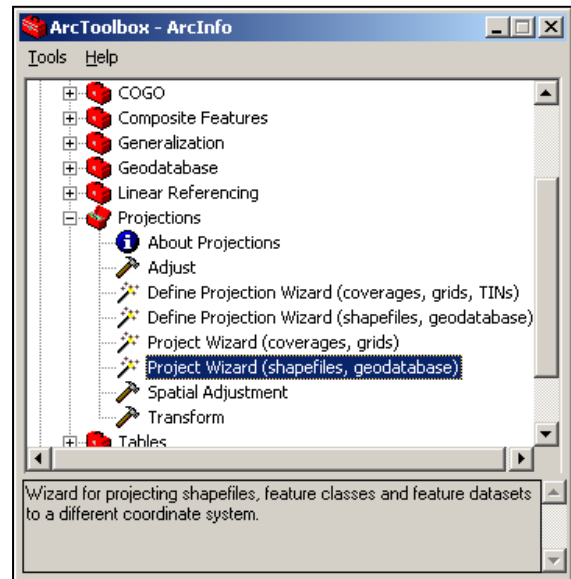 ArcToolbox - ArcInfo
Tools Help
COGO
Composite Features
Generalization
Geodatabase
Linear Referencing
Projections
About Projections
Adjust
Define Projection Wizard (coverages, grids, TINs)
Define Projection Wizard (shapefiles, geodatabase)
Project Wizard (coverages, grids)
Project Wizard (shapefiles, geodatabase)
Spatial Adjustment
Transform
Tables
Wizard for projecting shapefiles, feature classes and feature datasets
to a different coordinate system.